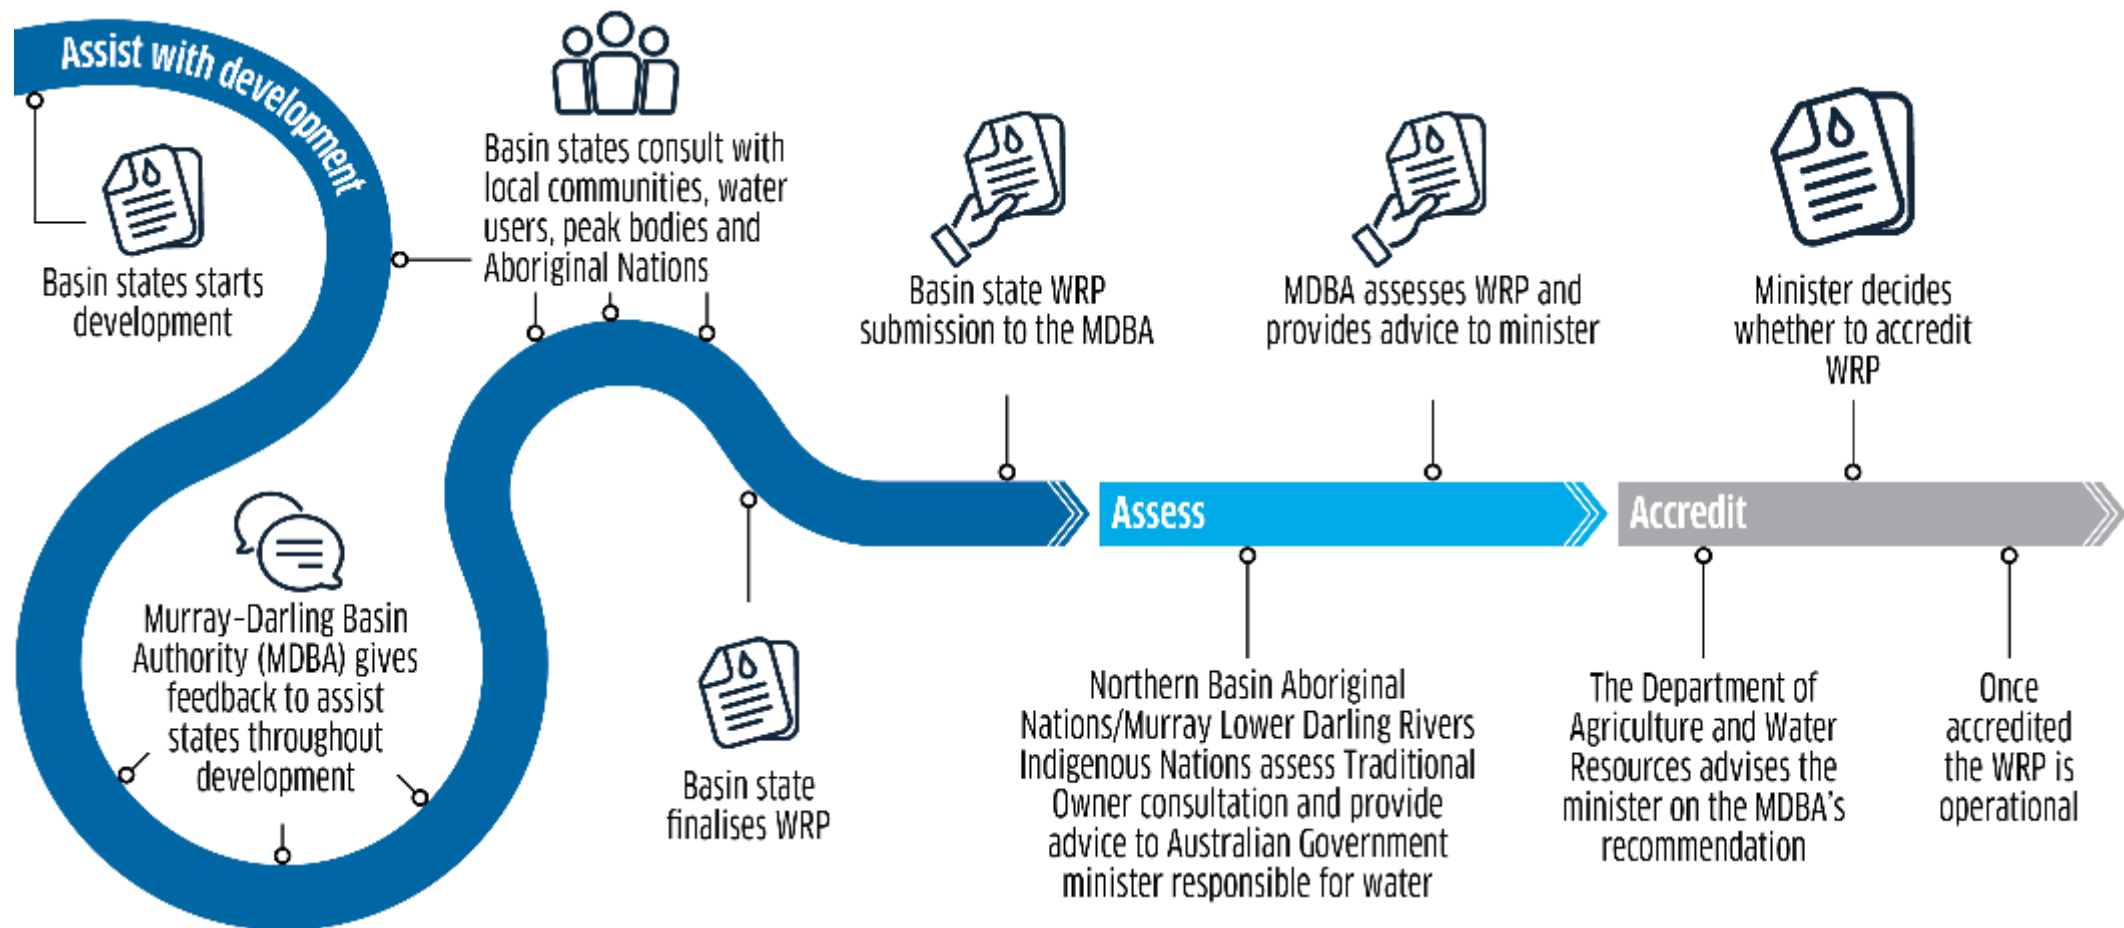 Assist with development
Basin states starts
development
Basin states consult with
local communities, water
users, peak bodies and
Aboriginal Nations
Murray-Darling Basin
Authority (MDBA) gives
feedback to assist
states throughout
development
Basin state
finalises WRP
Basin state WRP
submission to the MDBA
Assess
Northern Basin Aboriginal
Nations/Murray Lower Darling Rivers
Indigenous Nations assess Traditional
Owner consultation and provide
advice to Australian Government
minister responsible for water
MDBA assesses WRP and
provides advice to minister
Accredit
The Department of
Agriculture and Water
Resources advises the
minister on the MDBA's
recommendation
Minister decides
whether to accredit
WRP
Once
accredited
the WRP is
operational